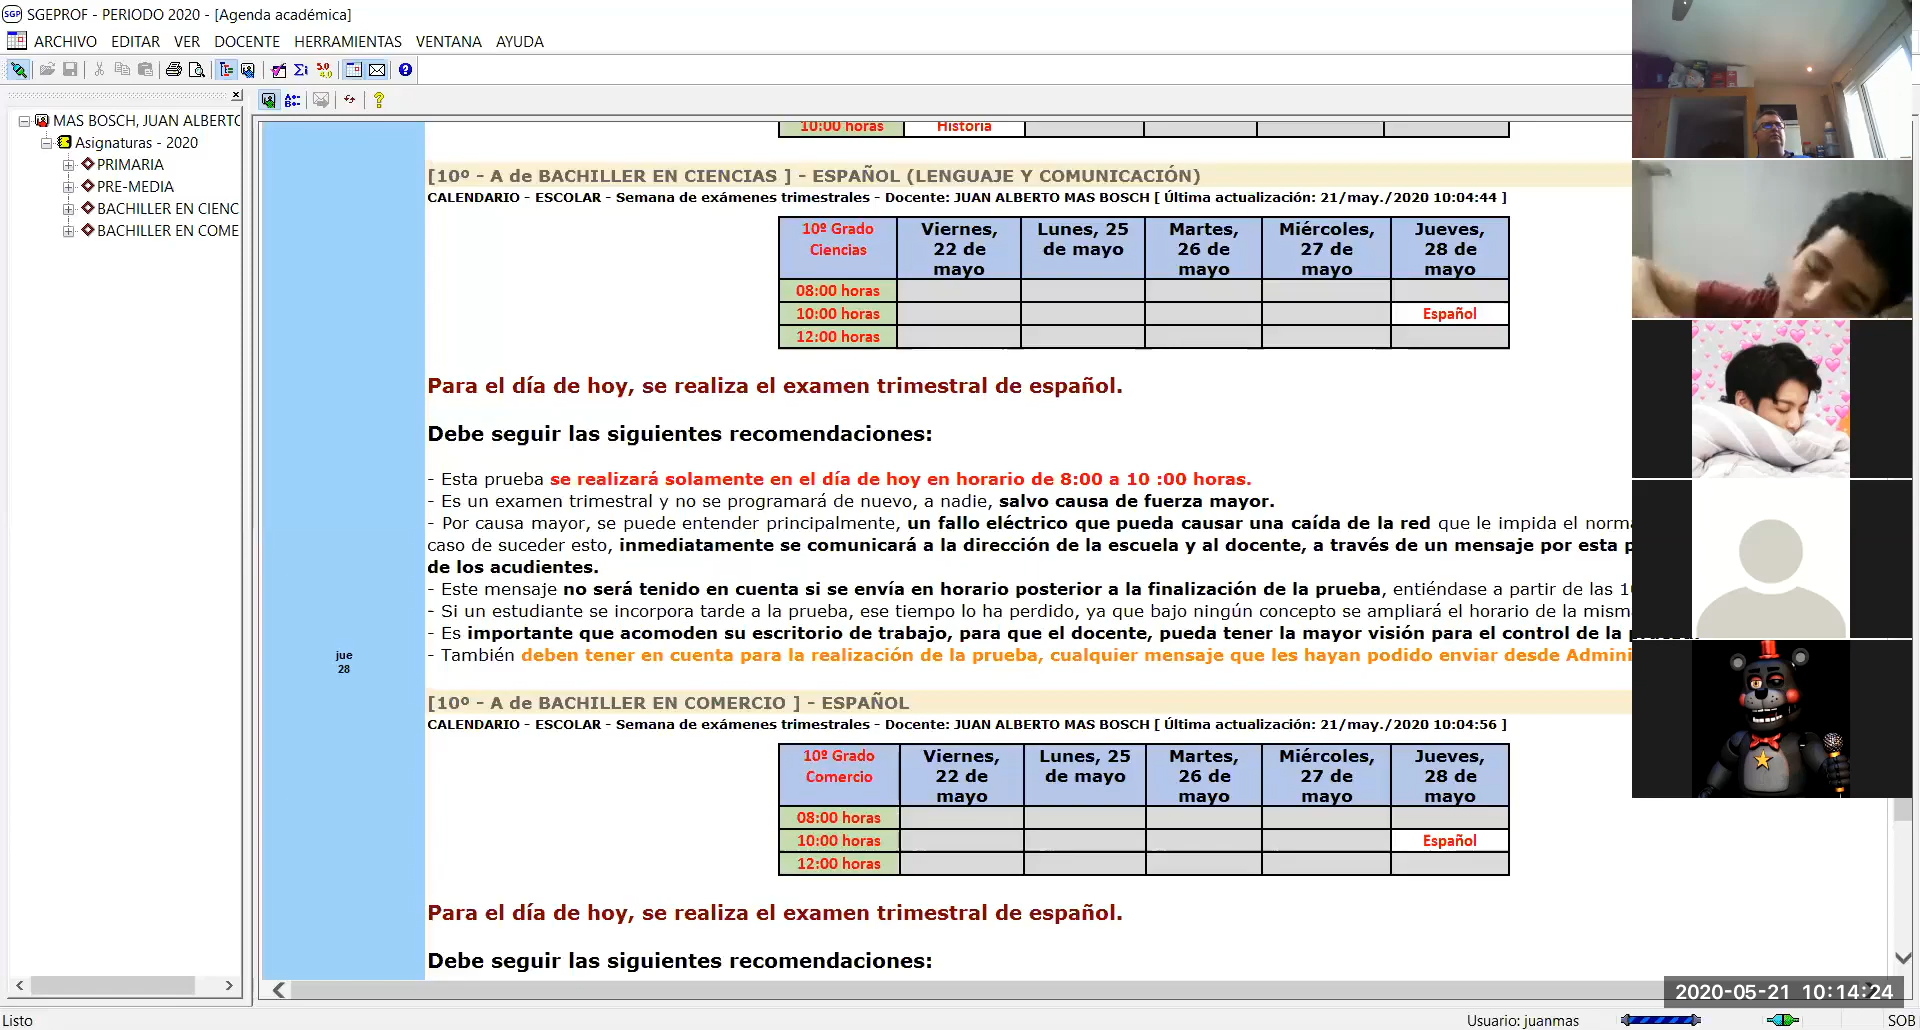 SGEPROF - PERIODO 2020 - [Agenda académica]
ARCHIVO EDITAR VER DOCENTE HERRAMIENTAS VENTANA AYUDA
MAS BOSCH, JUAN ALBERTO
Asignaturas - 2020
PRIMARIA
PRE-MEDIA
BACHILLER EN CIENC
BACHILLER EN COME
10:00 horas Historia
[10º - A de BACHILLER EN CIENCIAS ] - ESPAÑOL (LENGUAJE Y COMUNICACIÓN)
CALENDARIO - ESCOLAR - Semana de exámenes trimestrales - Docente: JUAN ALBERTO MAS BOSCH [ Última actualización: 21/may./2020 10:04:44 ]
10º Grado Ciencias Viernes, 22 de mayo Lunes, 25 de mayo Martes, 26 de mayo Miércoles, 27 de mayo Jueves, 28 de mayo
08:00 horas
10:00 horas Español
12:00 horas
Para el día de hoy, se realiza el examen trimestral de español.
Debe seguir las siguientes recomendaciones:
- Esta prueba se realizará solamente en el día de hoy en horario de 8:00 a 10 :00 horas.
- Es un examen trimestral y no se programará de nuevo, a nadie, salvo causa de fuerza mayor.
- Por causa mayor, se puede entender principalmente, un fallo eléctrico que pueda causar una caída de la red que le impida el norma
caso de suceder esto, inmediatamente se comunicará a la dirección de la escuela y al docente, a través de un mensaje por esta p
de los acudientes.
- Este mensaje no será tenido en cuenta si se envía en horario posterior a la finalización de la prueba, entiéndase a partir de las 1
- Si un estudiante se incorpora tarde a la prueba, ese tiempo lo ha perdido, ya que bajo ningún concepto se ampliará el horario de la mism
- Es importante que acomoden su escritorio de trabajo, para que el docente, pueda tener la mayor visión para el control de la
- También deben tener en cuenta para la realización de la prueba, cualquier mensaje que les hayan podido enviar desde Admini
jue
28
[10º - A de BACHILLER EN COMERCIO ] - ESPAÑOL
CALENDARIO - ESCOLAR - Semana de exámenes trimestrales - Docente: JUAN ALBERTO MAS BOSCH [ Última actualización: 21/may./2020 10:04:56 ]
10º Grado Comercio Viernes, 22 de mayo Lunes, 25 de mayo Martes, 26 de mayo Miércoles, 27 de mayo Jueves, 28 de mayo
08:00 horas
10:00 horas Español
12:00 horas
Para el día de hoy, se realiza el examen trimestral de español.
Debe seguir las siguientes recomendaciones:
2020-05-21 10:14:24
Listo
Usuario: juanmas
SOB